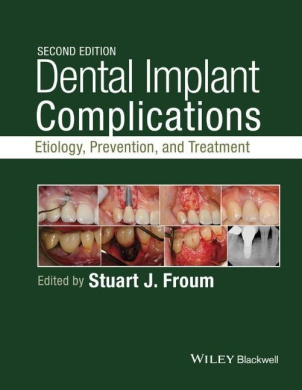 SECOND EDITION
Dental Implant
Complications
Etiology, Prevention, and Treatment
Edited by Stuart J. Froum
WILEY Blackwell